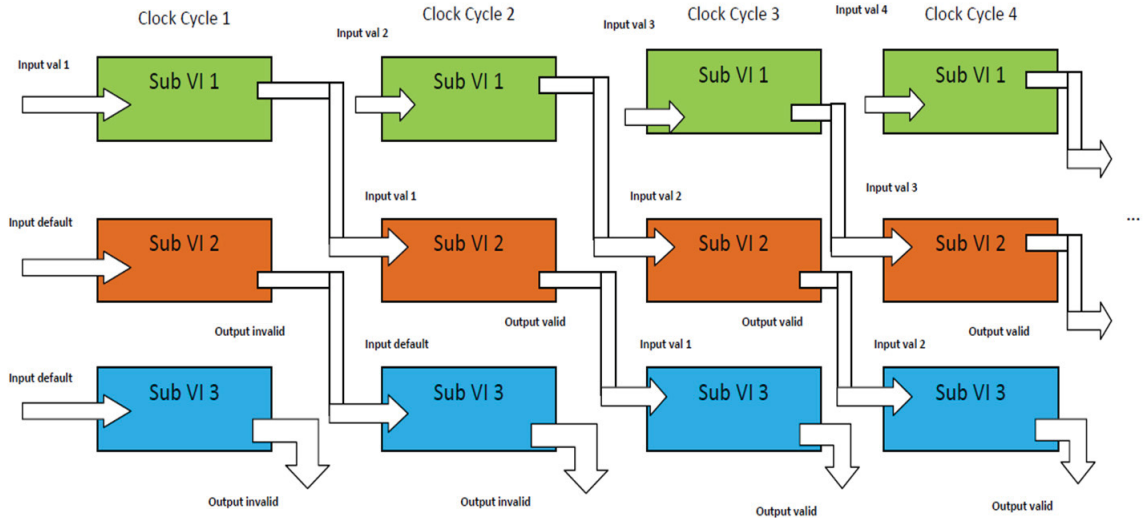 Clock Cycle 1
Clock Cycle 2
Clock Cycle 3
Clock Cycle 4
Input val 1
Input val 2
Input val 3
Input val 4
Sub VI 1
Sub VI 1
Sub VI 1
Sub VI 1
Input default
Input val 1
Input val 2
Input val 3
Sub VI 2
Sub VI 2
Sub VI 2
Sub VI 2
...
Output invalid
Output valid
Output valid
Output valid
Input default
Input default
Input val 1
Input val 2
Sub VI 3
Sub VI 3
Sub VI 3
Sub VI 3
Output invalid
Output invalid
Output valid
Output valid